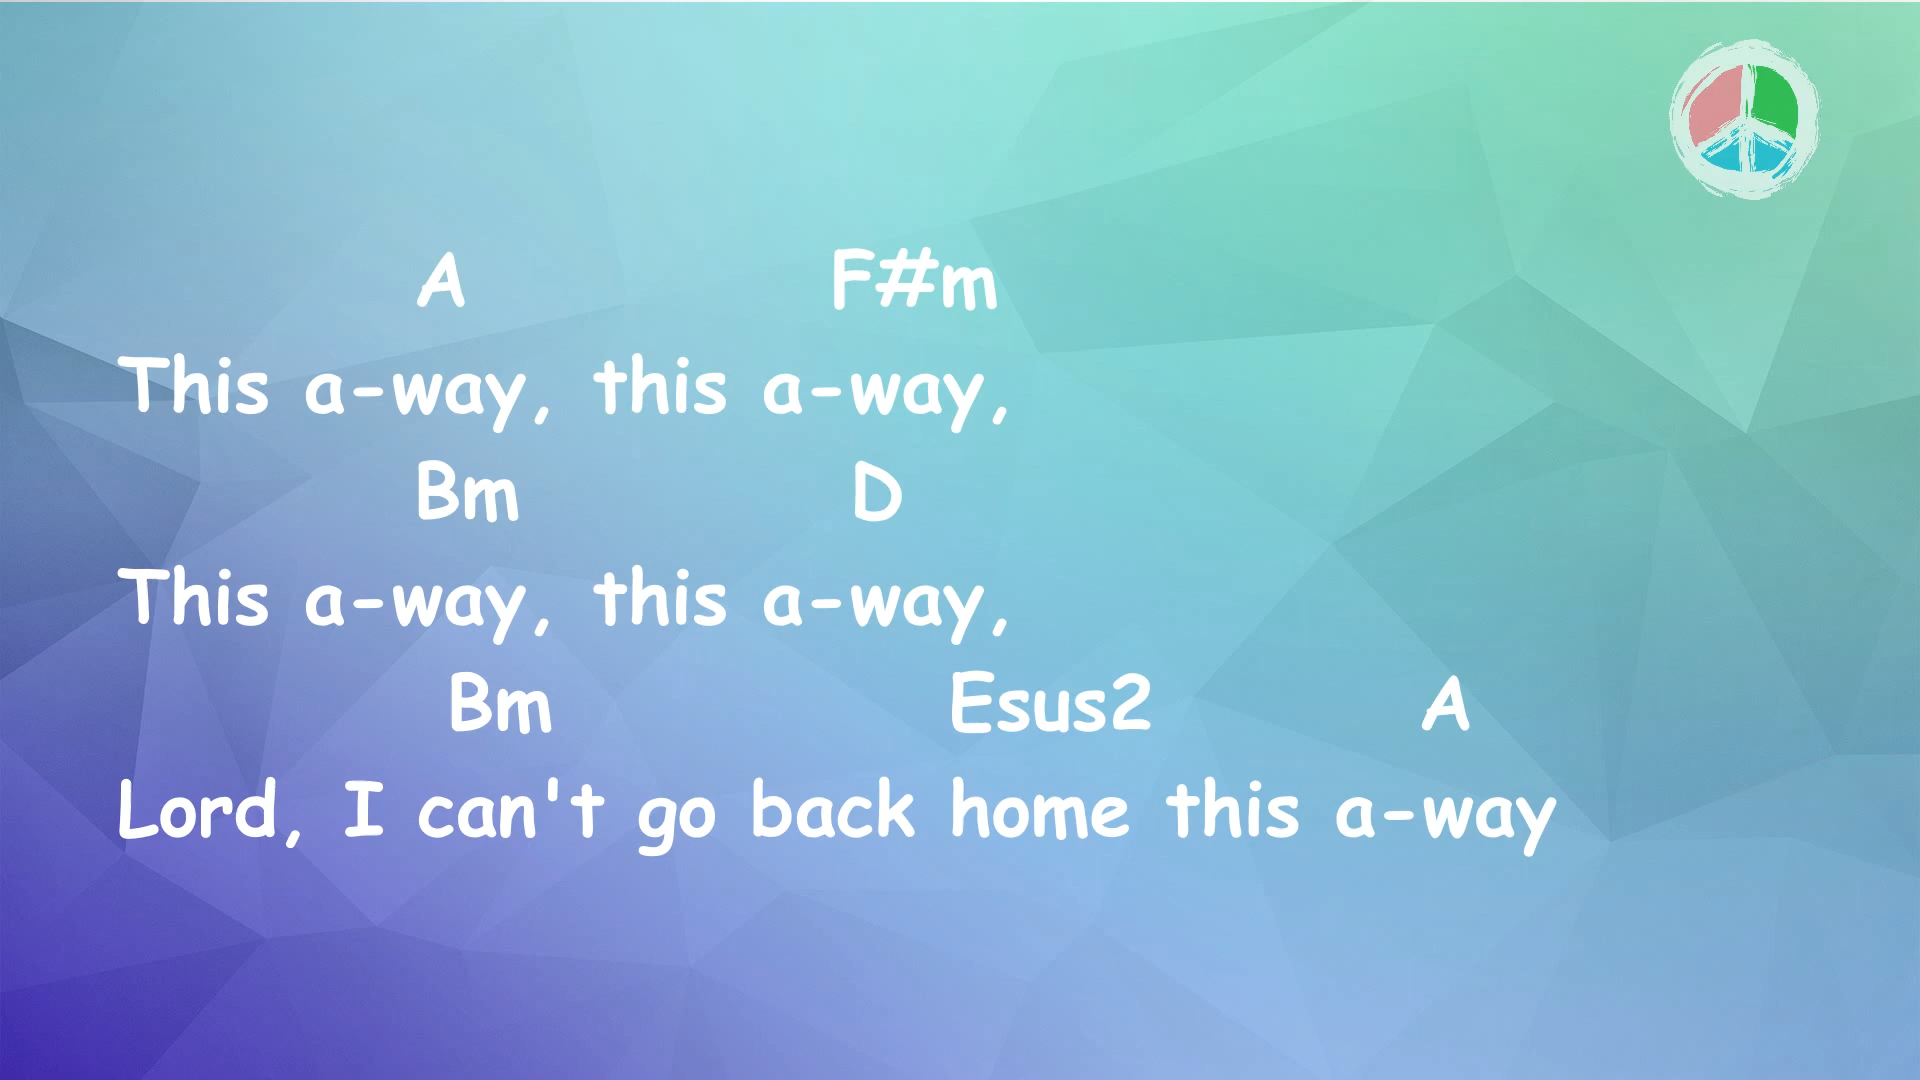 A F#m
This a-way, this a-way,
Bm D
This a-way, this a-way,
Bm Esus2 A
Lord, I can't go back home this a-way